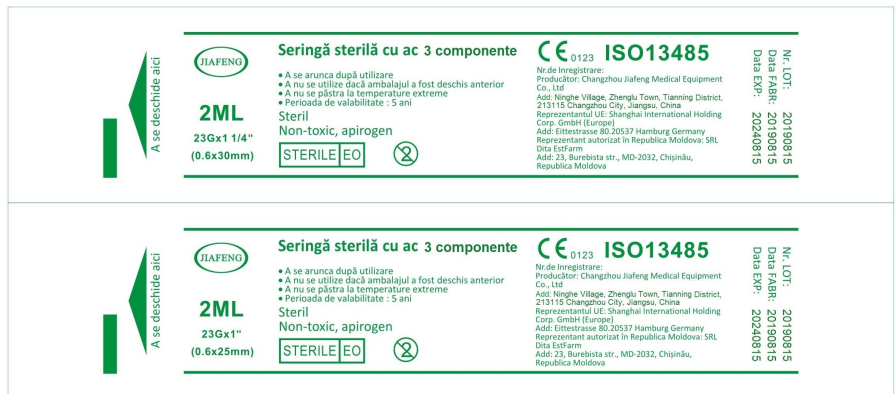 A se deschide aici
JIAFENG
2ML
23Gx1 1/4"
(0.6x30mm)
Seringă sterilă cu ac 3 componente
• A se arunca după utilizare
• A nu se utilize dacă ambalajul a fost deschis anterior
• A nu se păstra la temperature extreme
• Perioada de valabilitate : 5 ani
Steril
Non-toxic, apirogen
STERILE EO
2
CE 0123 ISO13485
Nr.de Inregistrare:
Producător: Changzhou Jiafeng Medical Equipment
Co., Ltd
Add: Ninghe Village, Zhenglu Town, Tianning District,
213115 Changzhou City, Jiangsu, China
Reprezentantul UE: Shanghai International Holding
Corp. GmbH (Europe)
Add: Eittestrasse 80.20537 Hamburg Germany
Reprezentant autorizat în Republica Moldova: SRL
Dita EstFarm
Add: 23, Burebista str., MD-2032, Chișinău,
Republica Moldova
Nr. LOT: 20190815
Data FABR: 20190815
Data EXP: 20240815
A se deschide aici
JIAFENG
2ML
23Gx1"
(0.6x25mm)
Seringă sterilă cu ac 3 componente
• A se arunca după utilizare
• A nu se utilize dacă ambalajul a fost deschis anterior
• A nu se păstra la temperature extreme
• Perioada de valabilitate : 5 ani
Steril
Non-toxic, apirogen
STERILE EO
2
CE 0123 ISO13485
Nr.de Inregistrare:
Producător: Changzhou Jiafeng Medical Equipment
Co., Ltd
Add: Ninghe Village, Zhenglu Town, Tianning District,
213115 Changzhou City, Jiangsu, China
Reprezentantul UE: Shanghai International Holding
Corp. GmbH (Europe)
Add: Eittestrasse 80.20537 Hamburg Germany
Reprezentant autorizat în Republica Moldova: SRL
Dita EstFarm
Add: 23, Burebista str., MD-2032, Chișinău,
Republica Moldova
Nr. LOT: 20190815
Data FABR: 20190815
Data EXP: 20240815